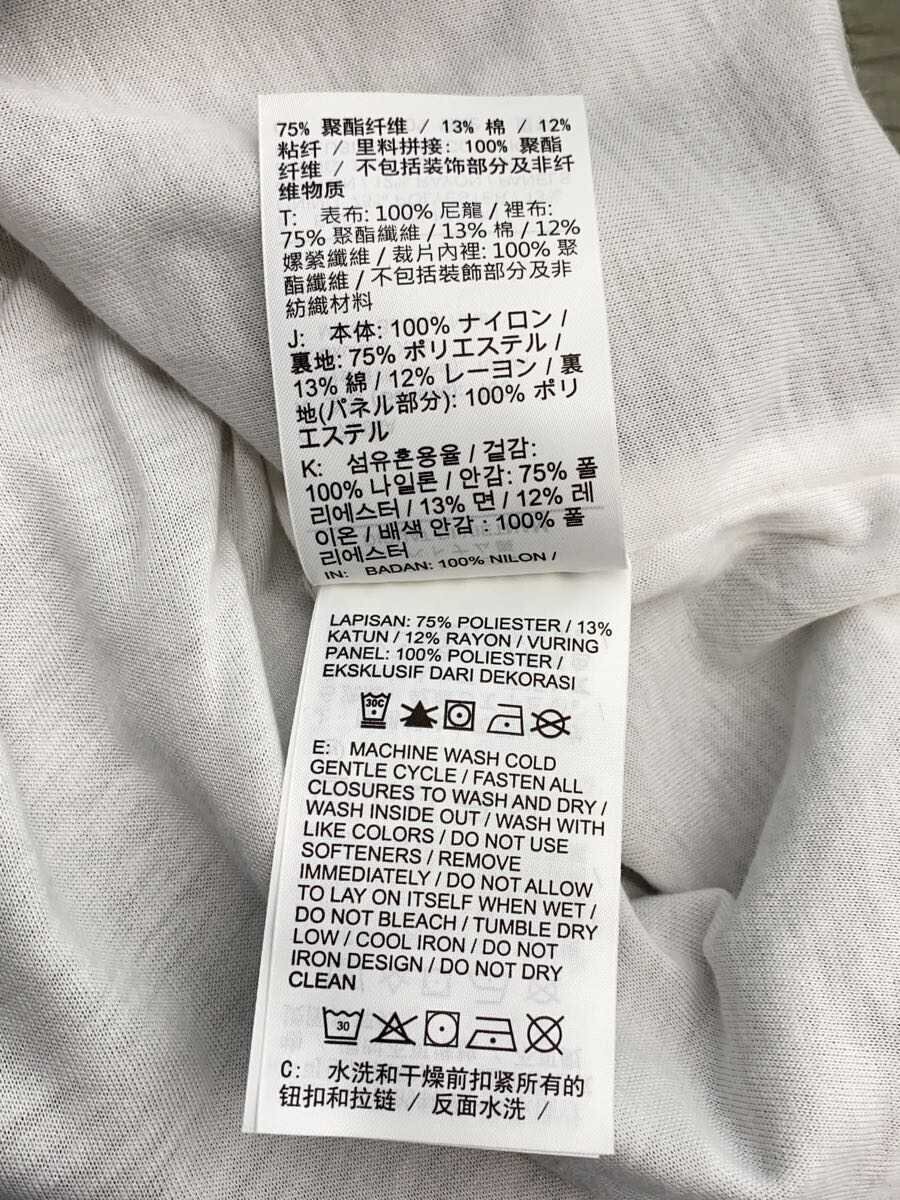 75% 聚酯纤维 / 13% 棉 / 12%
粘纤 / 里料拼接: 100% 聚酯
纤维 / 不包括装饰部分及非纤
维物质
T: 表布: 100% 尼龍 / 裡布:
75% 聚酯纖維 / 13% 棉 / 12%
嫘縈纖維 / 裁片內裡: 100% 聚
酯纖維 / 不包括裝飾部分及非
紡織材料
J: 本体: 100% ナイロン /
裏地: 75% ポリエステル /
13% 綿 / 12% レーヨン / 裏
地(パネル部分): 100% ポリ
エステル
K: 섬유혼용율 / 겉감:
100% 나일론 / 안감: 75% 폴
리에스터 / 13% 면 / 12% 레
이온 / 배색 안감 : 100% 폴
리에스터
IN: BADAN: 100% NILON /
LAPISAN: 75% POLIESTER / 13%
KATUN / 12% RAYON / VURING
PANEL: 100% POLIESTER /
EKSKLUSIF DARI DEKORASI
30C
E: MACHINE WASH COLD
GENTLE CYCLE / FASTEN ALL
CLOSURES TO WASH AND DRY /
WASH INSIDE OUT / WASH WITH
LIKE COLORS / DO NOT USE
SOFTENERS / REMOVE
IMMEDIATELY / DO NOT ALLOW
TO LAY ON ITSELF WHEN WET /
DO NOT BLEACH / TUMBLE DRY
LOW / COOL IRON / DO NOT
IRON DESIGN / DO NOT DRY
CLEAN
30
C: 水洗和干燥前扣紧所有的
钮扣和拉链 / 反面水洗 /